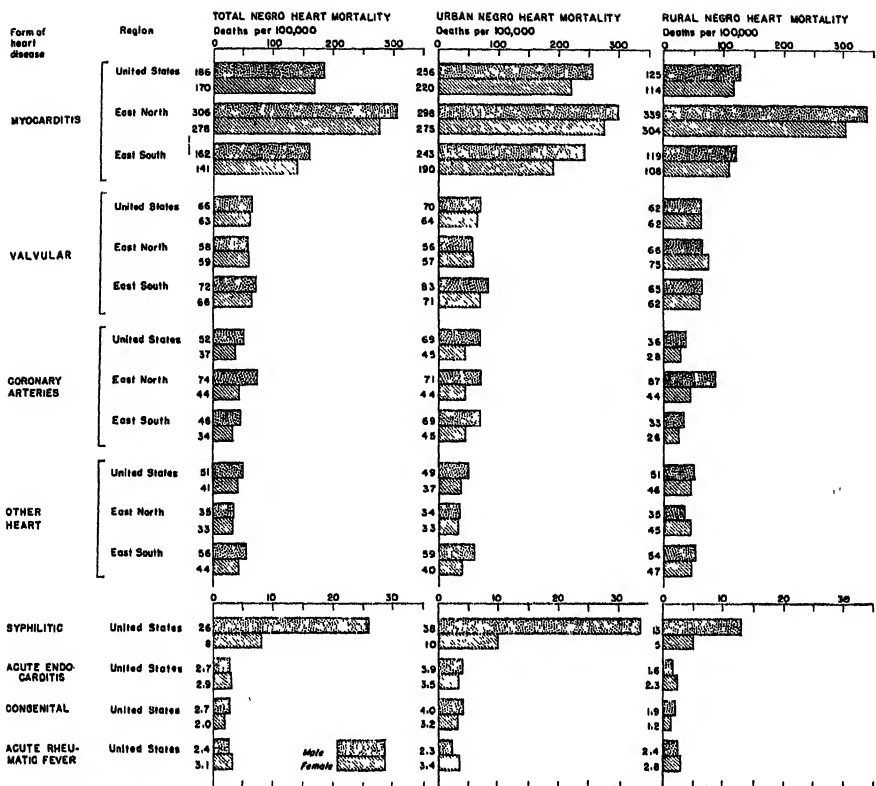 TOTAL NEGRO HEART MORTALITY URBAN NEGRO HEART MORTALITY RURAL NEGRO HEART MORTALITY
Form of heart disease Region Deaths per 100,000 Deaths per 100,000 Deaths per 100,000
0 100 200 300 0 100 200 300 0 100 200 300
MYOCARDITIS
United States 186 256 125
170 220 114
East North 306 298 339
278 275 304
East South 162 243 119
141 190 108
VALVULAR
United States 66 70 62
63 64 62
East North 58 56 66
59 57 75
East South 72 83 65
66 71 62
CORONARY ARTERIES
United States 52 69 36
37 45 28
East North 74 71 87
44 44 44
East South 46 69 33
34 45 26
OTHER HEART
United States 51 49 51
41 37 46
East North 35 34 35
33 33 45
East South 56 59 54
44 40 47
0 10 20 30 0 10 20 30 0 10 20 30
SYPHILITIC United States 26 38 13
8 10 5
ACUTE ENDO-
CARDITIS United States 2.7 3.9 1.6
2.9 3.5 2.3
CONGENITAL United States 2.7 4.0 1.9
2.0 3.2 1.2
ACUTE RHEU-
MATIC FEVER United States 2.4 2.3 2.4
3.1 3.4 2.8
Male
Female